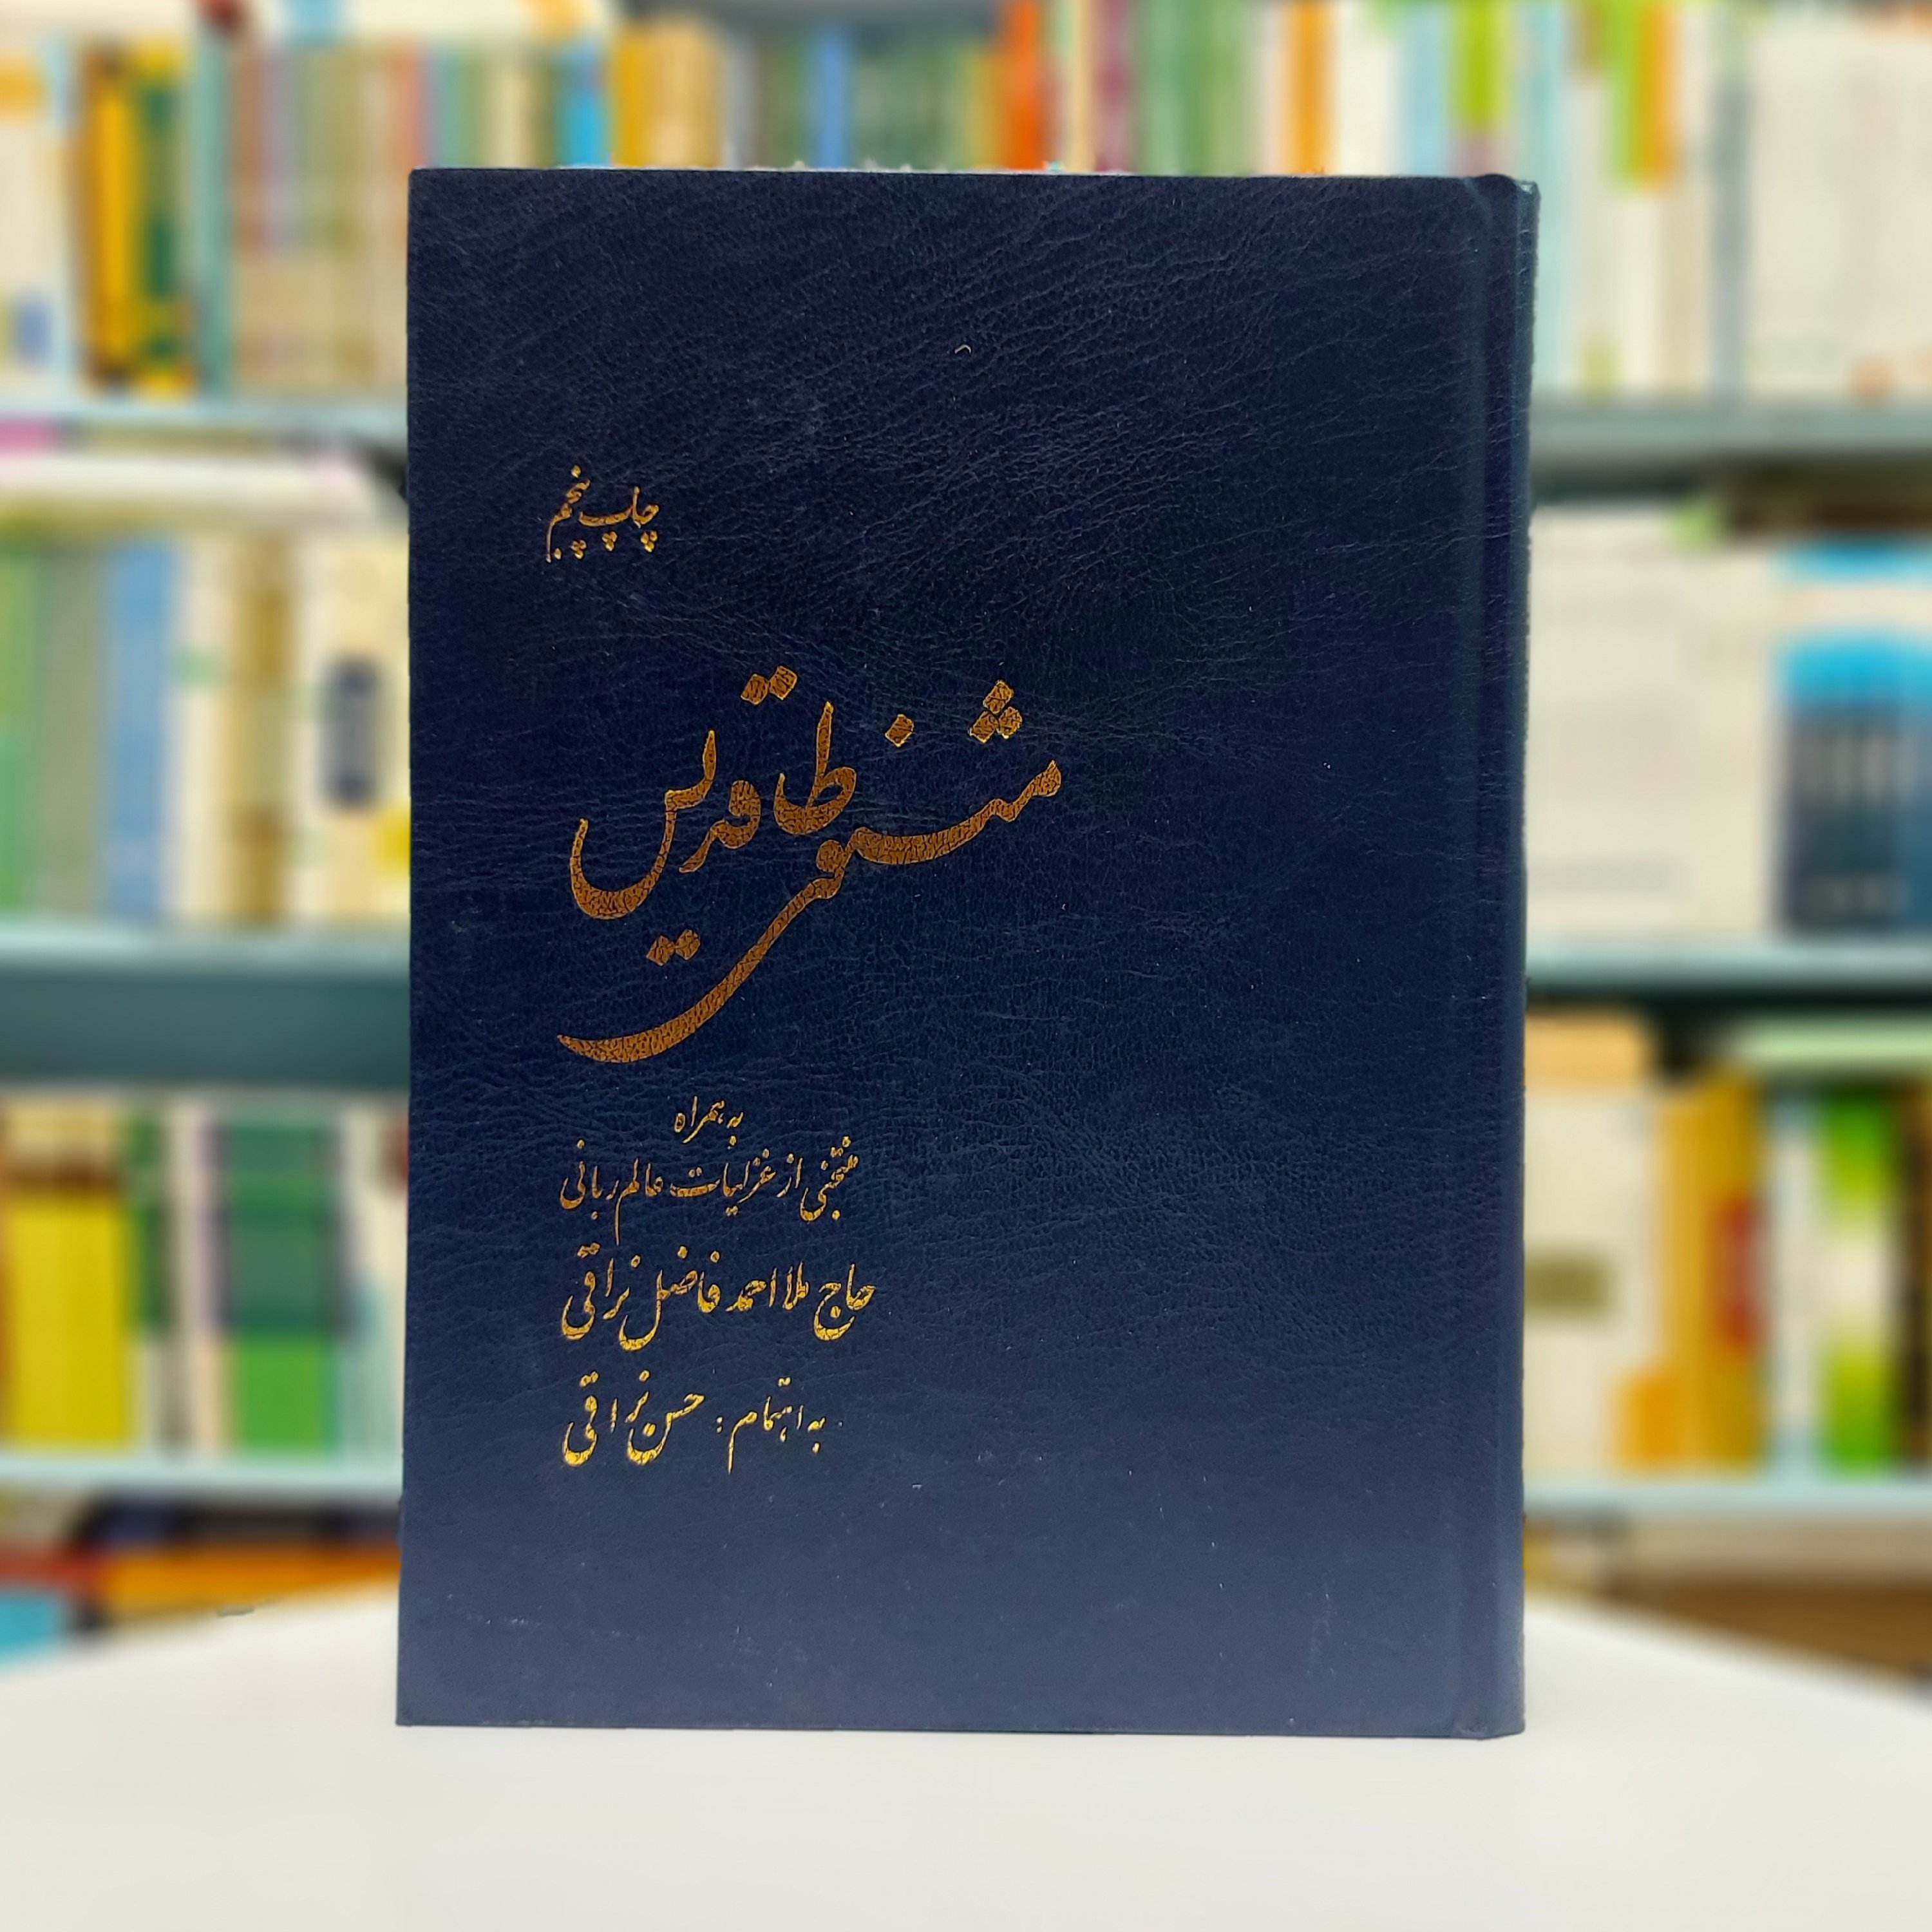 چاپ پنجم
مثنوی طاقدیس
به همراه
منتخبی از غزلیات عالم ربانی
حاج ملا احمد فاضل نراقی
به اهتمام : حسن نراقی